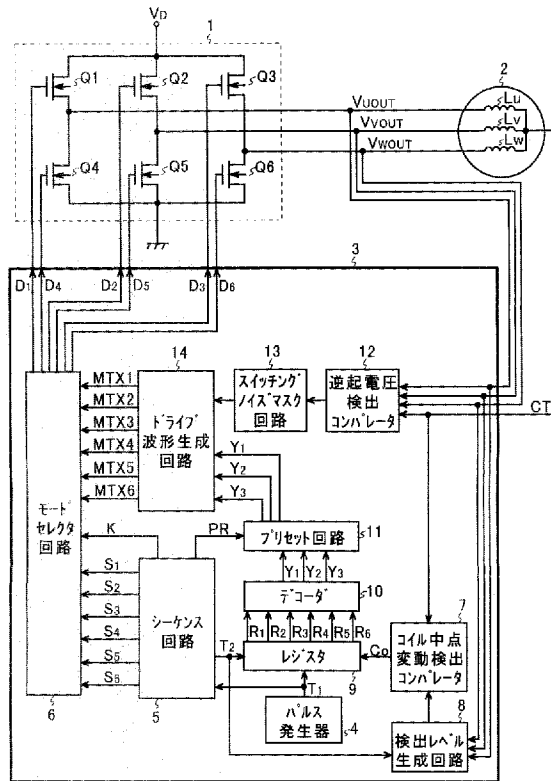 VD
1
Q1
Q2
Q3
Q4
Q5
Q6
2
VUOUT
VVOUT
VWOUT
Lu
Lv
Lw
3
D1
D4
D2
D5
D3
D6
14
13
12
MTX1
MTX2
MTX3
MTX4
MTX5
MTX6
ドライブ
波形生成
回路
スイッチング
ノイズマスク
回路
逆起電圧
検出
コンパレータ
CT
Y1
Y2
Y3
モード
セレクタ
回路
K
PR
プリセット回路
11
Y1
Y2
Y3
S1
S2
S3
S4
S5
S6
シーケンス
回路
デコーダ
10
R1
R2
R3
R4
R5
R6
T2
レジスタ
9
Co
7
コイル中点
変動検出
コンパレータ
T1
パルス
発生器
4
8
検出レベル
生成回路
6
5